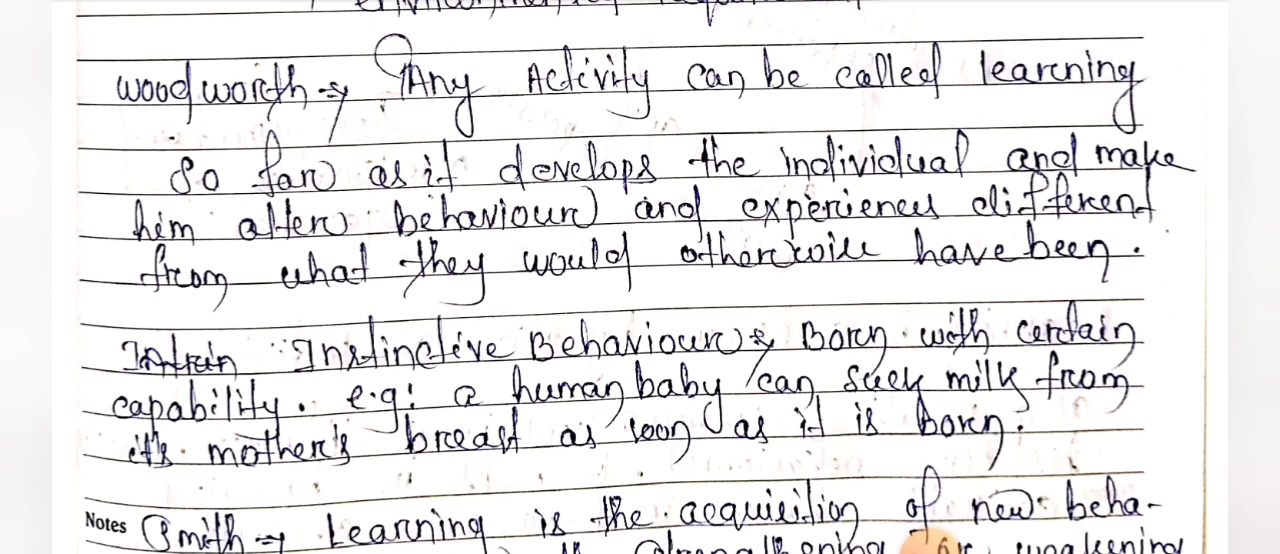 Woodworth → "Any Activity can be called learning
So far as it develops the individual and make
him alter behaviour and experiences different
from what they would otherwise have been.
Instinctive Behaviour → Born with certain
capability. e.g: a human baby can suck milk from
it's mother's breast as soon as it is born.
Notes Smith → Learning is the acquisition of new beha-
or weakening